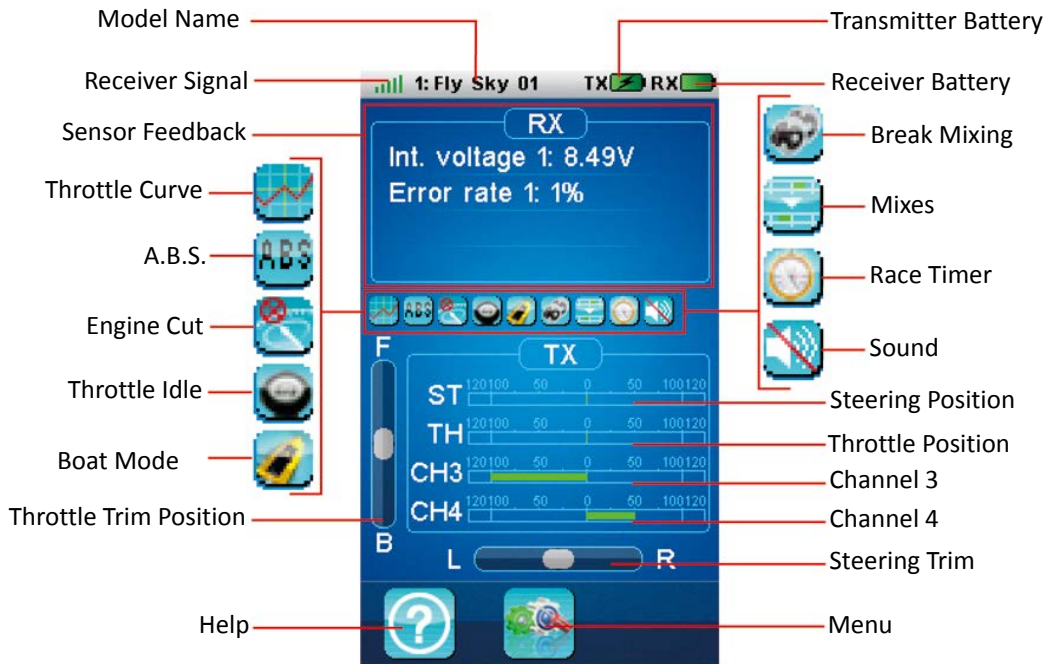 Model Name
Transmitter Battery
Receiver Signal
1: Fly Sky 01
TX
RX
Receiver Battery
Sensor Feedback
RX
Int. voltage 1: 8.49V
Error rate 1: 1%
Break Mixing
Throttle Curve
Mixes
A.B.S.
ABS
Race Timer
Engine Cut
ABS
Sound
Throttle Idle
F
TX
ST 120 100 50 0 50 100 120
Steering Position
TH 120 100 50 0 50 100 120
Throttle Position
Boat Mode
CH3 120 100 50 0 50 100 120
Channel 3
Throttle Trim Position
CH4 120 100 50 0 50 100 120
Channel 4
B
L
R
Steering Trim
Help
?
Menu